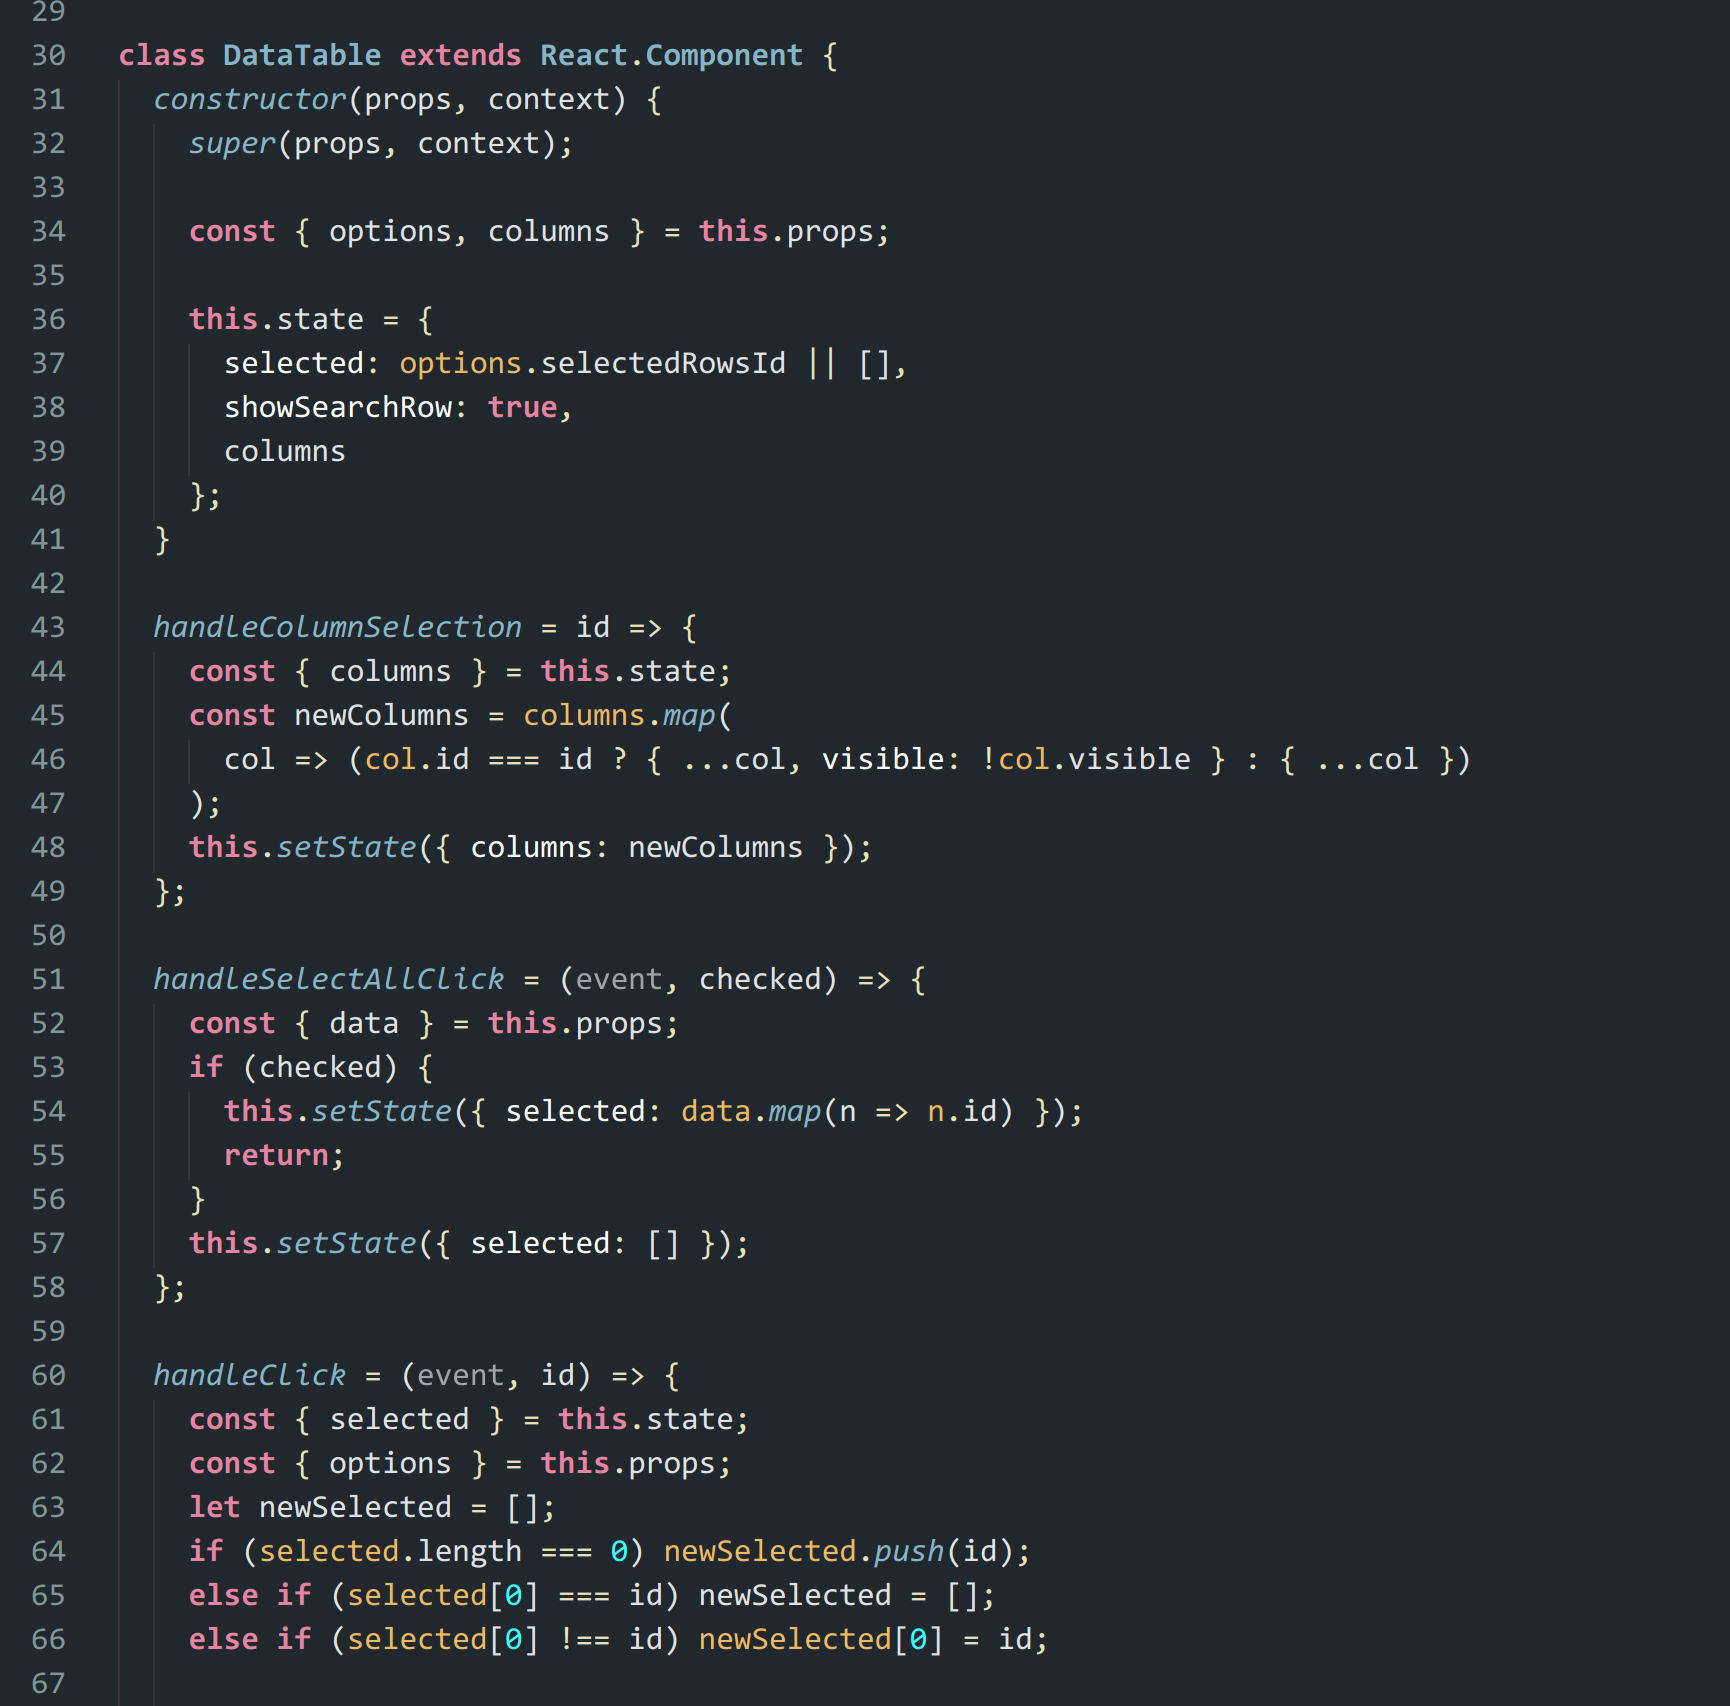 29
30 class DataTable extends React.Component {
31 constructor(props, context) {
32 super(props, context);
33
34 const { options, columns } = this.props;
35
36 this.state = {
37 selected: options.selectedRowsId || [],
38 showSearchRow: true,
39 columns
40 };
41 }
42
43 handleColumnSelection = id => {
44 const { columns } = this.state;
45 const newColumns = columns.map(
46 col => (col.id === id ? { ...col, visible: !col.visible } : { ...col })
47 );
48 this.setState({ columns: newColumns });
49 };
50
51 handleSelectAllClick = (event, checked) => {
52 const { data } = this.props;
53 if (checked) {
54 this.setState({ selected: data.map(n => n.id) });
55 return;
56 }
57 this.setState({ selected: [] });
58 };
59
60 handleClick = (event, id) => {
61 const { selected } = this.state;
62 const { options } = this.props;
63 let newSelected = [];
64 if (selected.length === 0) newSelected.push(id);
65 else if (selected[0] === id) newSelected = [];
66 else if (selected[0] !== id) newSelected[0] = id;
67